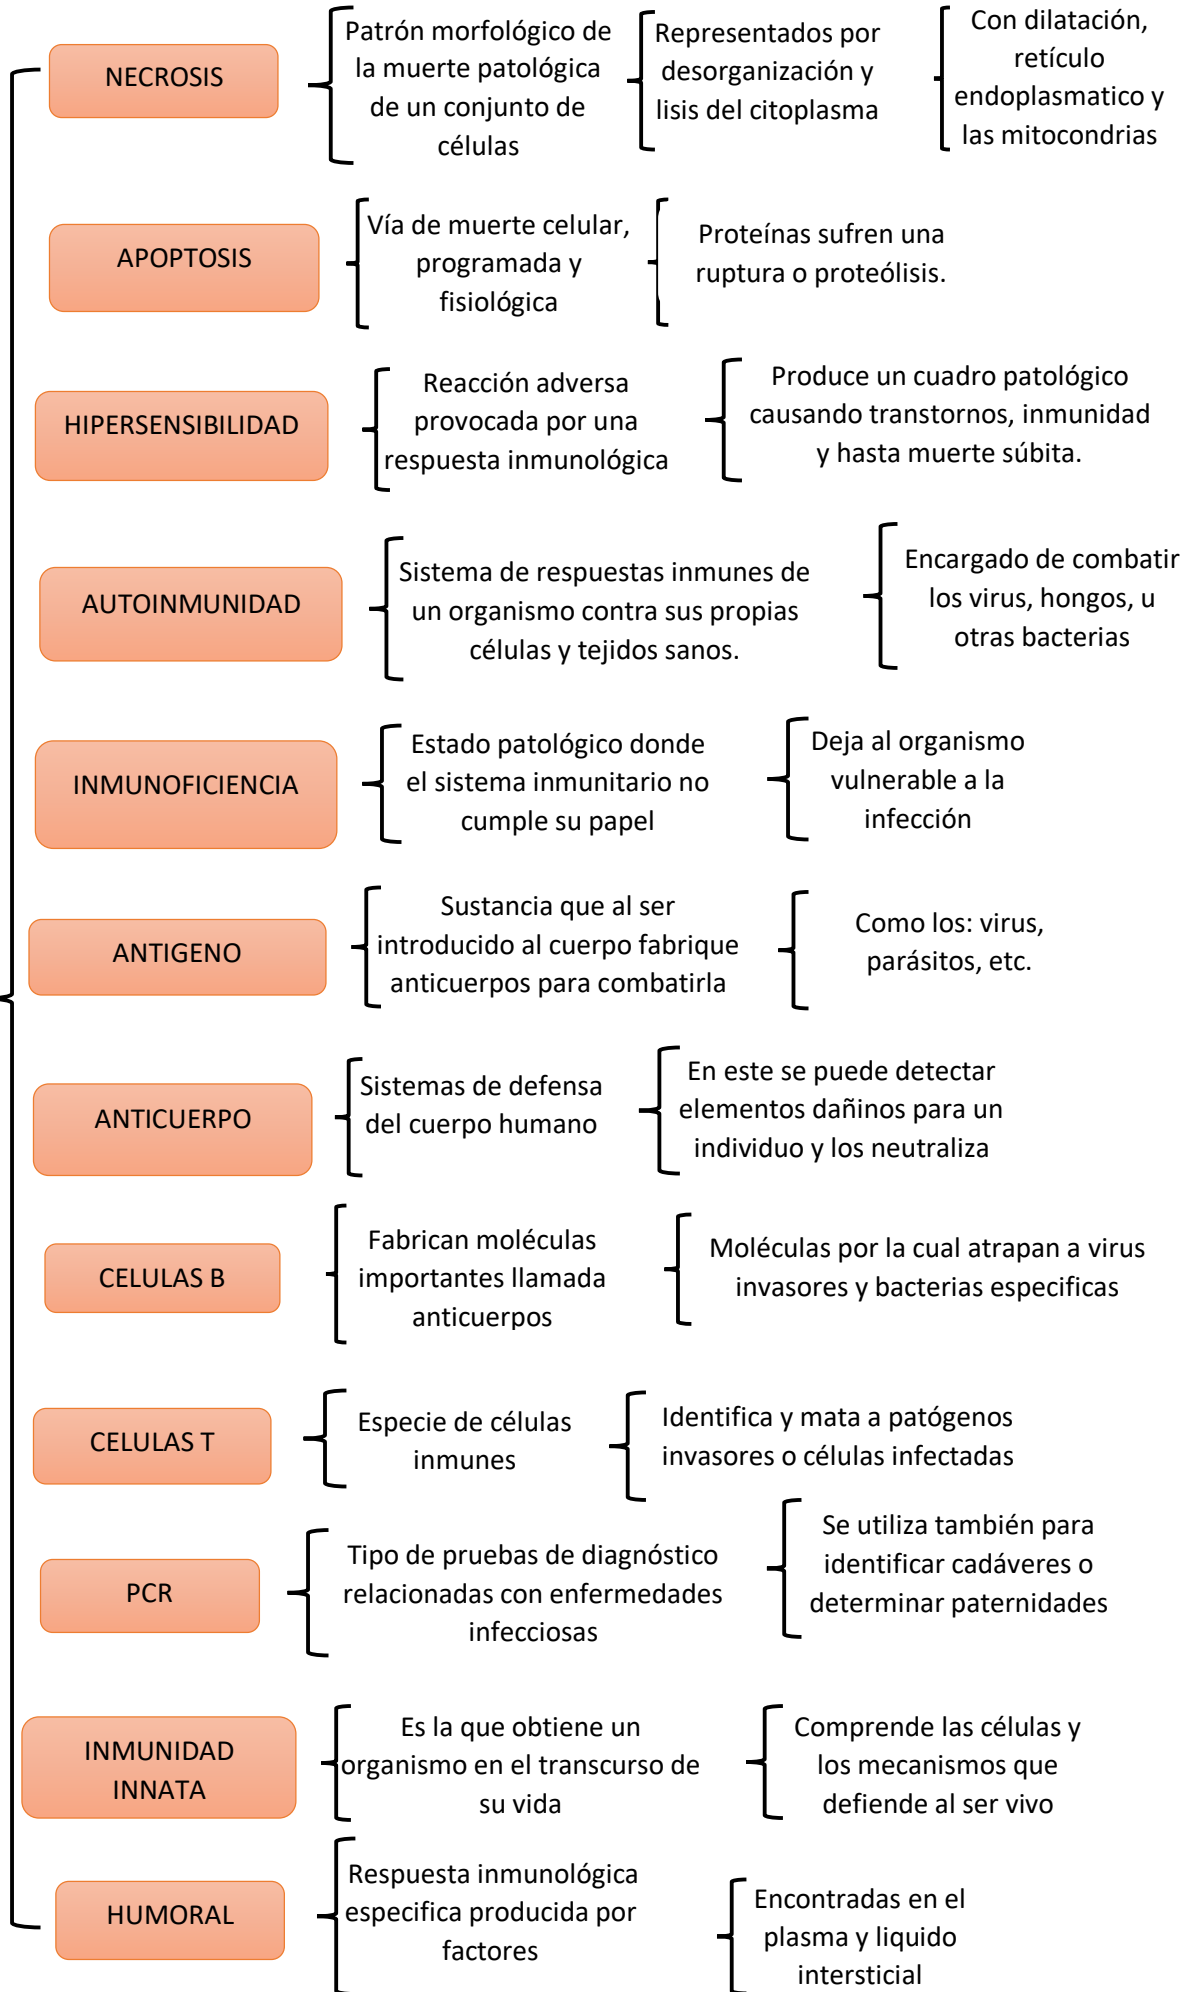 NECROSIS
Patrón morfológico de
la muerte patológica
de un conjunto de
células
Representados por
desorganización y
lisis del citoplasma
Con dilatación,
retículo
endoplasmatico y
las mitocondrias
APOPTOSIS
Vía de muerte celular,
programada y
fisiológica
Proteínas sufren una
ruptura o proteólisis.
HIPERSENSIBILIDAD
Reacción adversa
provocada por una
respuesta inmunológica
Produce un cuadro patológico
causando transtornos, inmunidad
y hasta muerte súbita.
AUTOINMUNIDAD
Sistema de respuestas inmunes de
un organismo contra sus propias
células y tejidos sanos.
Encargado de combatir
los virus, hongos, u
otras bacterias
INMUNOFICIENCIA
Estado patológico donde
el sistema inmunitario no
cumple su papel
Deja al organismo
vulnerable a la
infección
ANTIGENO
Sustancia que al ser
introducido al cuerpo fabrique
anticuerpos para combatirla
Como los: virus,
parásitos, etc.
ANTICUERPO
Sistemas de defensa
del cuerpo humano
En este se puede detectar
elementos dañinos para un
individuo y los neutraliza
CELULAS B
Fabrican moléculas
importantes llamada
anticuerpos
Moléculas por la cual atrapan a virus
invasores y bacterias especificas
CELULAS T
Especie de células
inmunes
Identifica y mata a patógenos
invasores o células infectadas
PCR
Tipo de pruebas de diagnóstico
relacionadas con enfermedades
infecciosas
Se utiliza también para
identificar cadáveres o
determinar paternidades
INMUNIDAD
INNATA
Es la que obtiene un
organismo en el transcurso de
su vida
Comprende las células y
los mecanismos que
defiende al ser vivo
HUMORAL
Respuesta inmunológica
especifica producida por
factores
Encontradas en el
plasma y liquido
intersticial